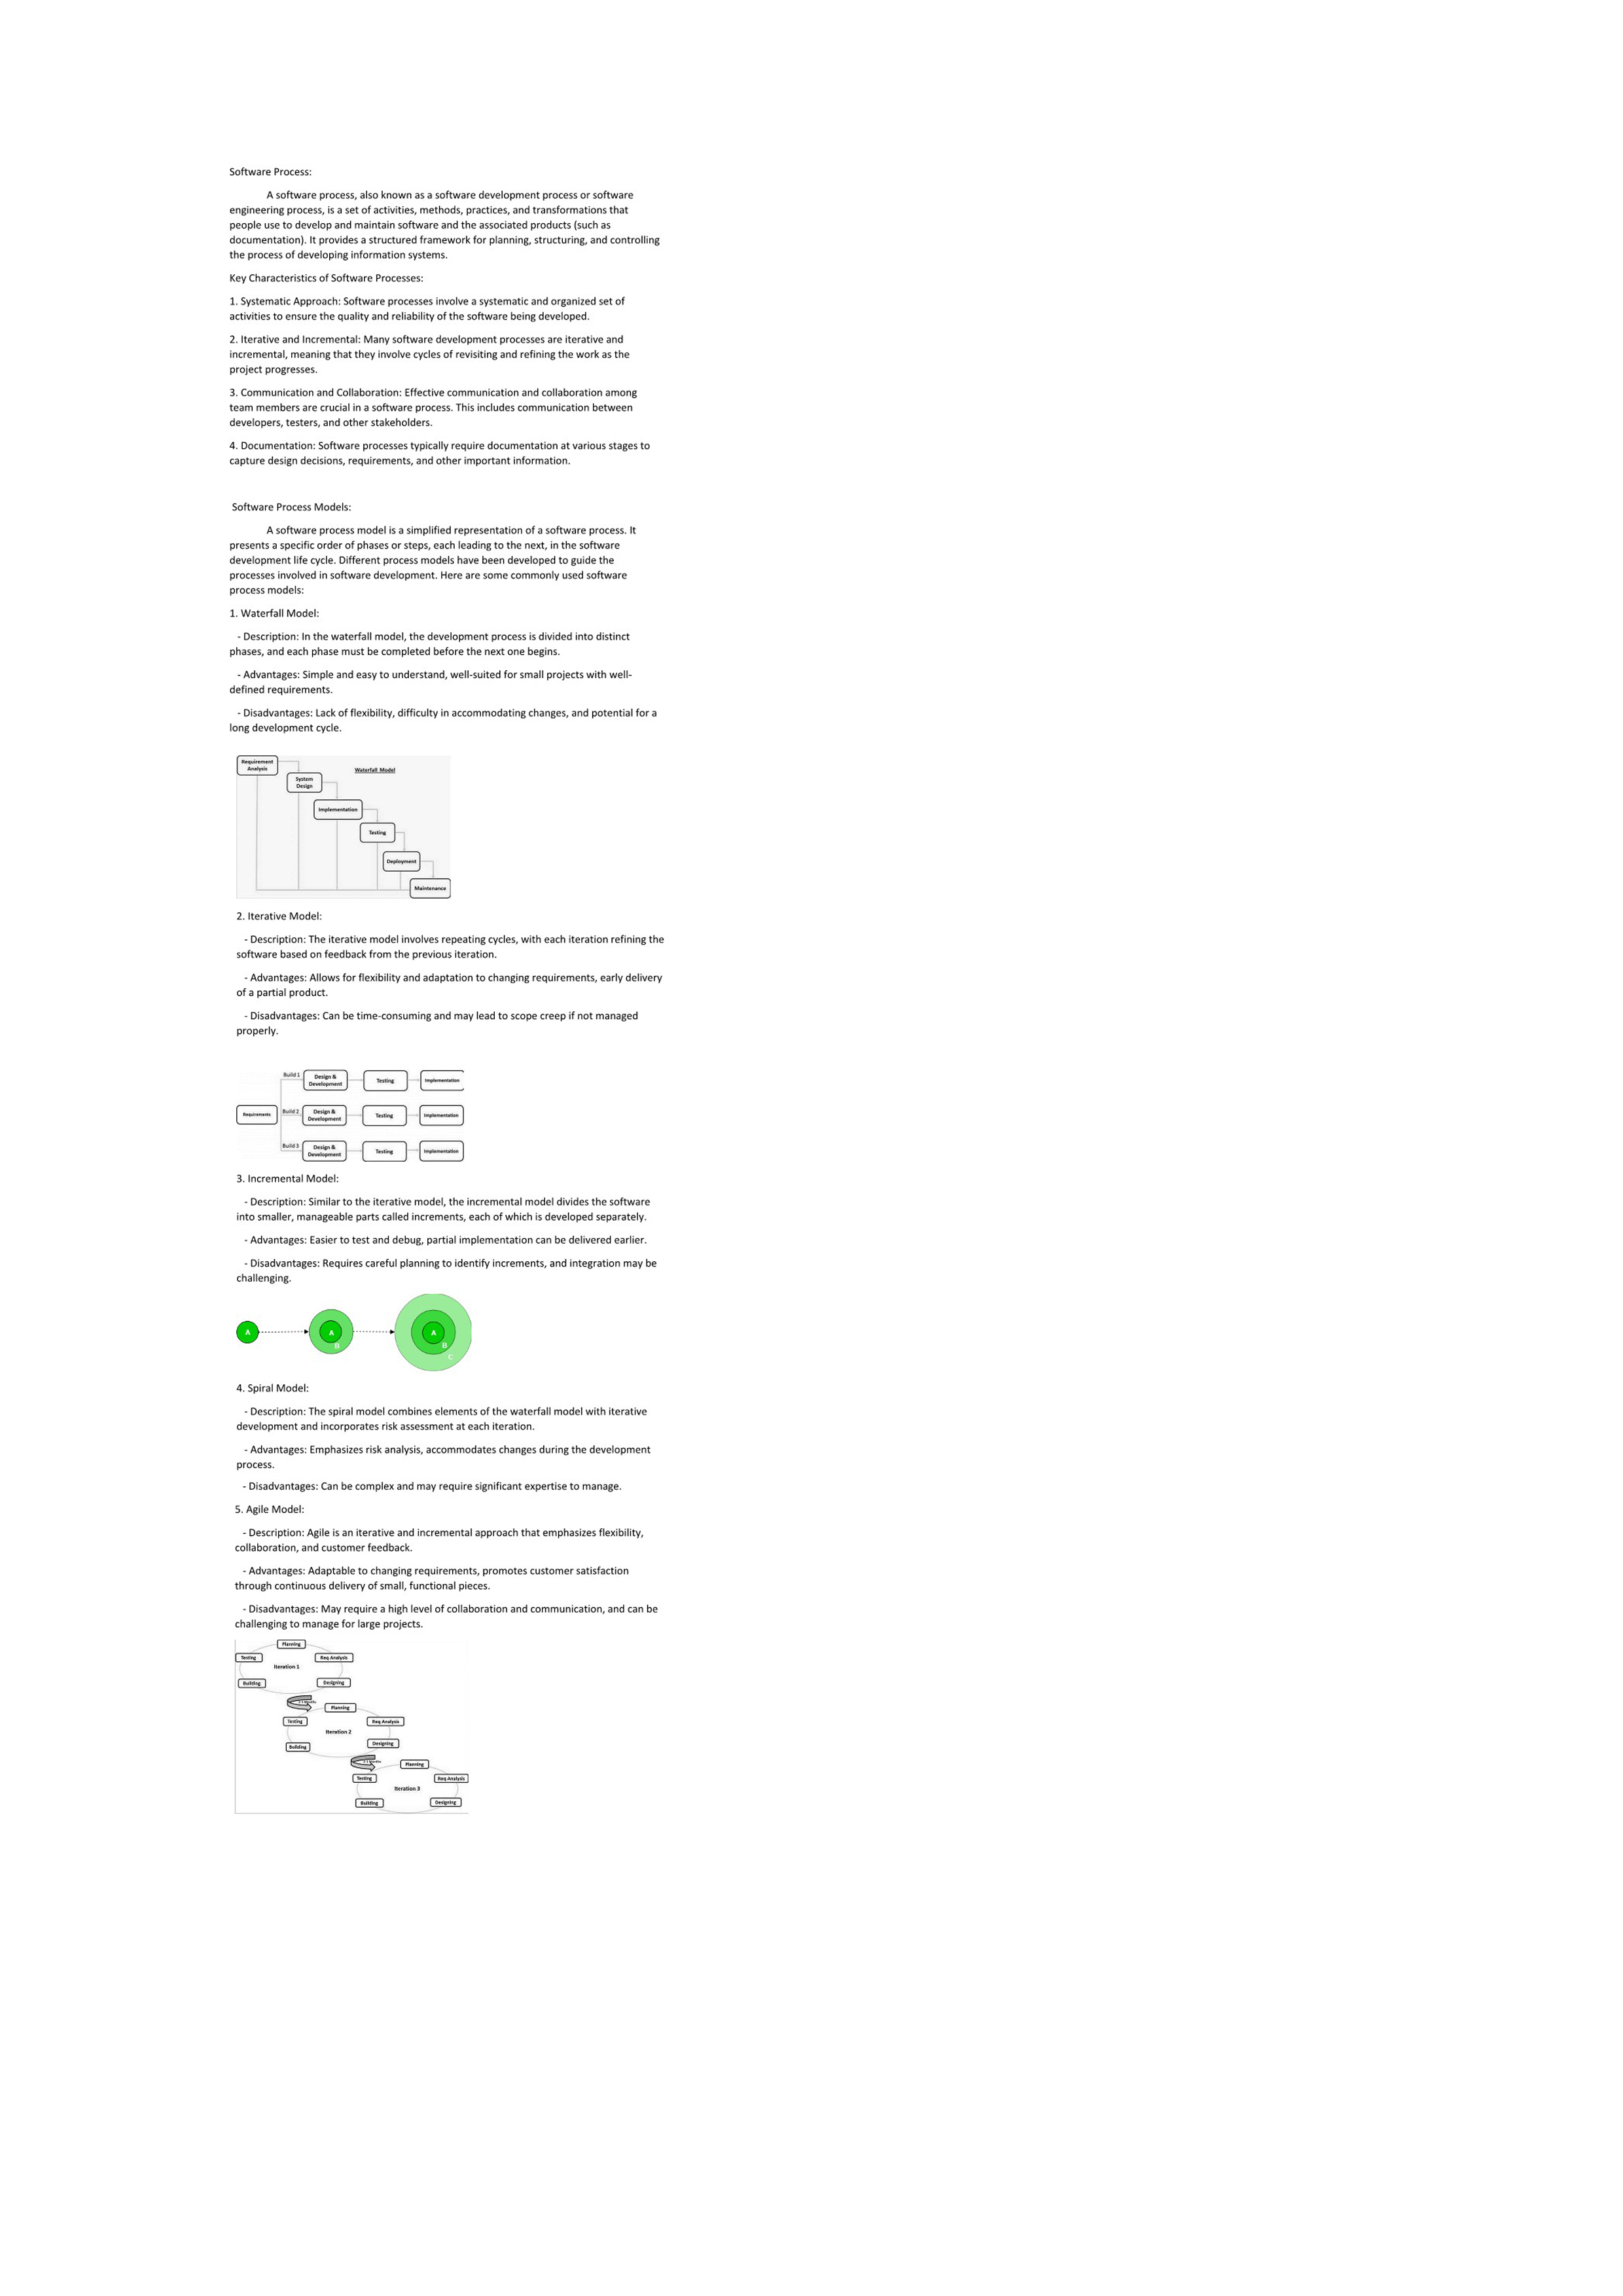 Software Process:
A software process, also known as a software development process or software
engineering process, is a set of activities, methods, practices, and transformations that
people use to develop and maintain software and the associated products (such as
documentation). It provides a structured framework for planning, structuring, and controlling
the process of developing information systems.
Key Characteristics of Software Processes:
1. Systematic Approach: Software processes involve a systematic and organized set of
activities to ensure the quality and reliability of the software being developed.
2. Iterative and Incremental: Many software development processes are iterative and
incremental, meaning that they involve cycles of revisiting and refining the work as the
project progresses.
3. Communication and Collaboration: Effective communication and collaboration among
team members are crucial in a software process. This includes communication between
developers, testers, and other stakeholders.
4. Documentation: Software processes typically require documentation at various stages to
capture design decisions, requirements, and other important information.
Software Process Models:
A software process model is a simplified representation of a software process. It
presents a specific order of phases or steps, each leading to the next, in the software
development life cycle. Different process models have been developed to guide the
processes involved in software development. Here are some commonly used software
process models:
1. Waterfall Model:
- Description: In the waterfall model, the development process is divided into distinct
phases, and each phase must be completed before the next one begins.
- Advantages: Simple and easy to understand, well-suited for small projects with well-
defined requirements.
- Disadvantages: Lack of flexibility, difficulty in accommodating changes, and potential for a
long development cycle.
Requirement
Analysis
Waterfall Model
System
Design
Implementation
Testing
Deployment
Maintenance
2. Iterative Model:
- Description: The iterative model involves repeating cycles, with each iteration refining the
software based on feedback from the previous iteration.
- Advantages: Allows for flexibility and adaptation to changing requirements, early delivery
of a partial product.
- Disadvantages: Can be time-consuming and may lead to scope creep if not managed
properly.
Build 1
Design &
Development
Testing
Implementation
Requirements
Build 2
Design &
Development
Testing
Implementation
Build 3
Design &
Development
Testing
Implementation
3. Incremental Model:
- Description: Similar to the iterative model, the incremental model divides the software
into smaller, manageable parts called increments, each of which is developed separately.
- Advantages: Easier to test and debug, partial implementation can be delivered earlier.
- Disadvantages: Requires careful planning to identify increments, and integration may be
challenging.
A
A
B
A
B
C
4. Spiral Model:
- Description: The spiral model combines elements of the waterfall model with iterative
development and incorporates risk assessment at each iteration.
- Advantages: Emphasizes risk analysis, accommodates changes during the development
process.
- Disadvantages: Can be complex and may require significant expertise to manage.
5. Agile Model:
- Description: Agile is an iterative and incremental approach that emphasizes flexibility,
collaboration, and customer feedback.
- Advantages: Adaptable to changing requirements, promotes customer satisfaction
through continuous delivery of small, functional pieces.
- Disadvantages: May require a high level of collaboration and communication, and can be
challenging to manage for large projects.
Planning
Testing
Req Analysis
Iteration 1
Building
Designing
Planning
Testing
Req Analysis
Iteration 2
Building
Designing
Planning
Testing
Req Analysis
Iteration 3
Building
Designing